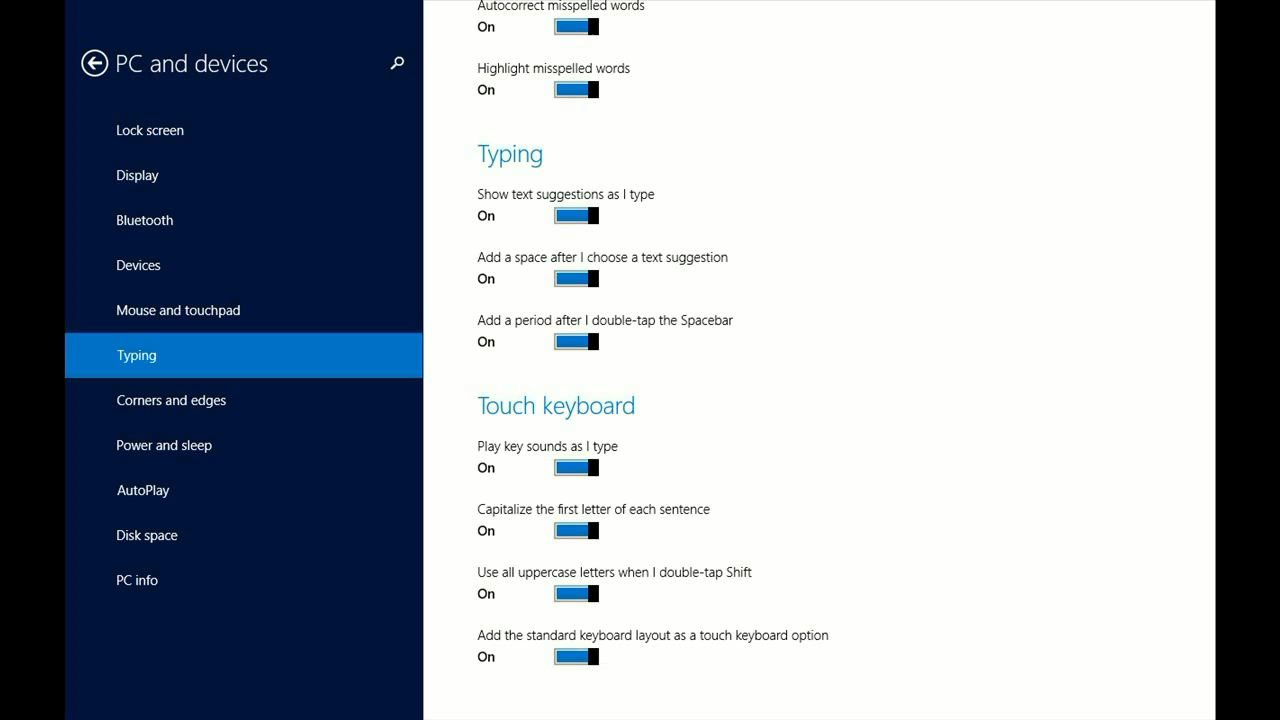 PC and devices
Lock screen
Display
Bluetooth
Devices
Mouse and touchpad
Typing
Corners and edges
Power and sleep
AutoPlay
Disk space
PC info
Autocorrect misspelled words
On
Highlight misspelled words
On
Typing
Show text suggestions as I type
On
Add a space after I choose a text suggestion
On
Add a period after I double-tap the Spacebar
On
Touch keyboard
Play key sounds as I type
On
Capitalize the first letter of each sentence
On
Use all uppercase letters when I double-tap Shift
On
Add the standard keyboard layout as a touch keyboard option
On